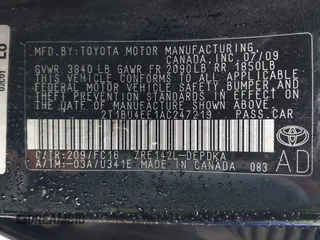 MFD.BY:TOYOTA MOTOR MANUFACTURING
CANADA,INC. 07/09
GVWR 3840 LB GAWR FR 2090LB RR 1850LB
THIS VEHICLE CONFORMS TO ALL APPLICABLE
FEDERAL MOTOR VEHICLE SAFETY,
BUMPER, AND THEFT PREVENTION STANDARDS
IN EFFECT ON THE DATE OF
MANUFACTURE SHOWN ABOVE.
2T1BU4EE1AC247219 PASS.CAR
C/TR:209/FC16 ZRE142L-DEPDKA
A/TM:-03A/U341E MADE IN CANADA 083
AD